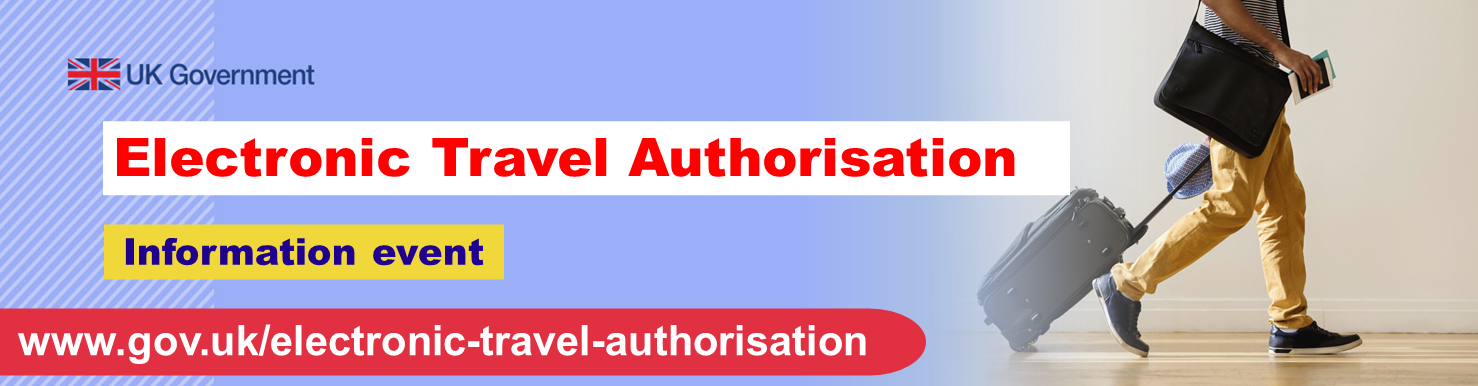 UK Government
Electronic Travel Authorisation
Information event
www.gov.uk/electronic-travel-authorisation